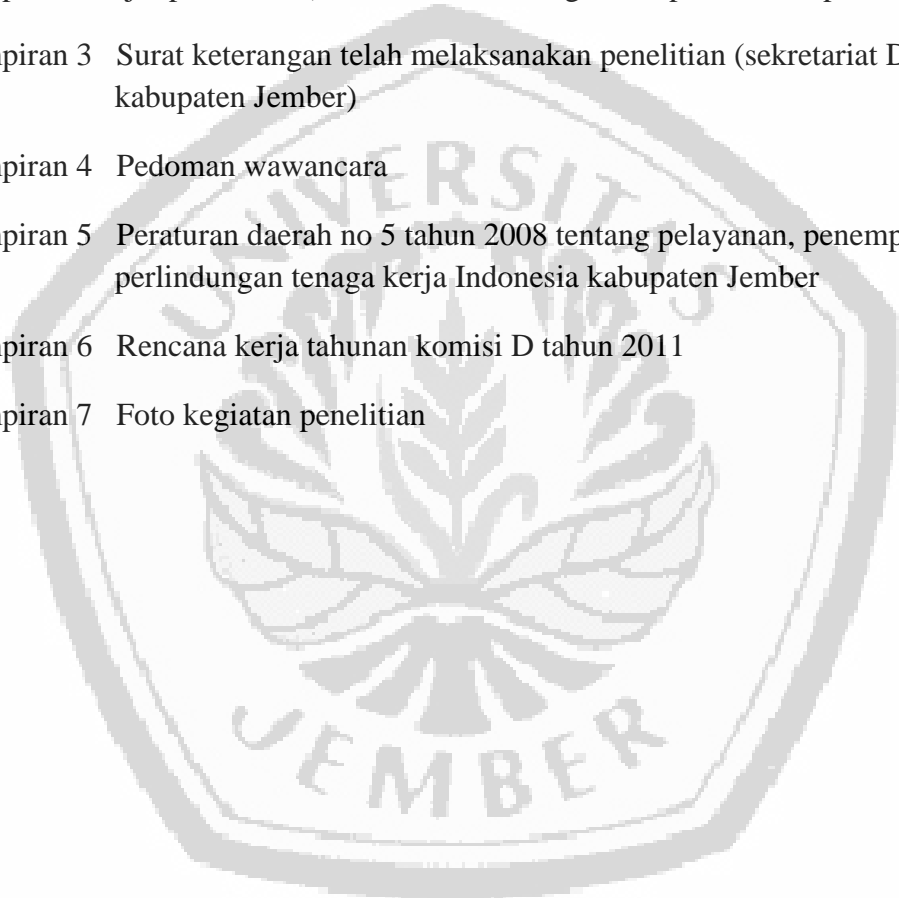 piran 3 Surat keterangan telah melaksanakan penelitian (sekretariat D
kabupaten Jember)
piran 4 Pedoman wawancara
piran 5 Peraturan daerah no 5 tahun 2008 tentang pelayanan, penemp
perlindungan tenaga kerja Indonesia kabupaten Jember
piran 6 Rencana kerja tahunan komisi D tahun 2011
piran 7 Foto kegiatan penelitian
UNIVERSITAS
JEMBER